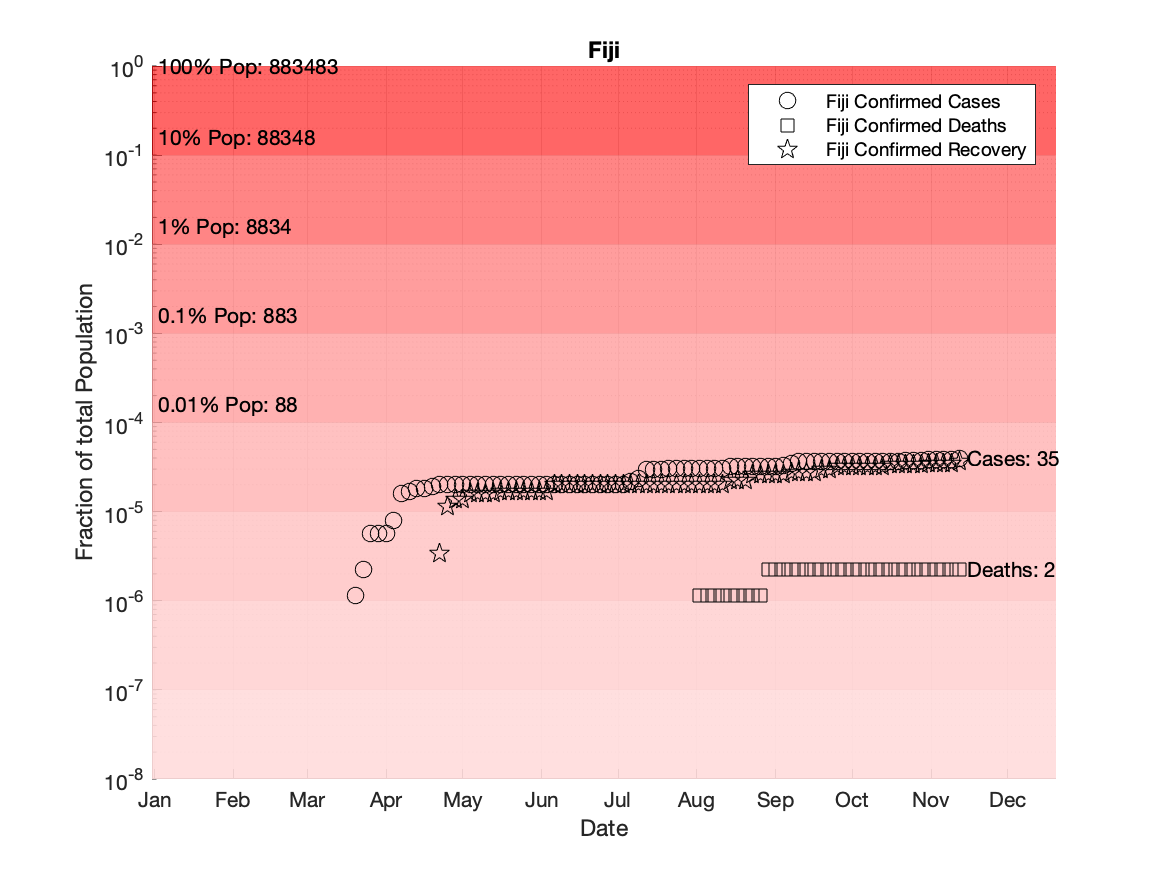 Fiji
10^0
100% Pop: 883483
Fiji Confirmed Cases
Fiji Confirmed Deaths
Fiji Confirmed Recovery
10% Pop: 88348
10^-1
1% Pop: 8834
10^-2
0.1% Pop: 883
10^-3
0.01% Pop: 88
10^-4
Cases: 35
10^-5
Deaths: 2
10^-6
10^-7
10^-8
Fraction of total Population
Jan Feb Mar Apr May Jun Jul Aug Sep Oct Nov Dec
Date